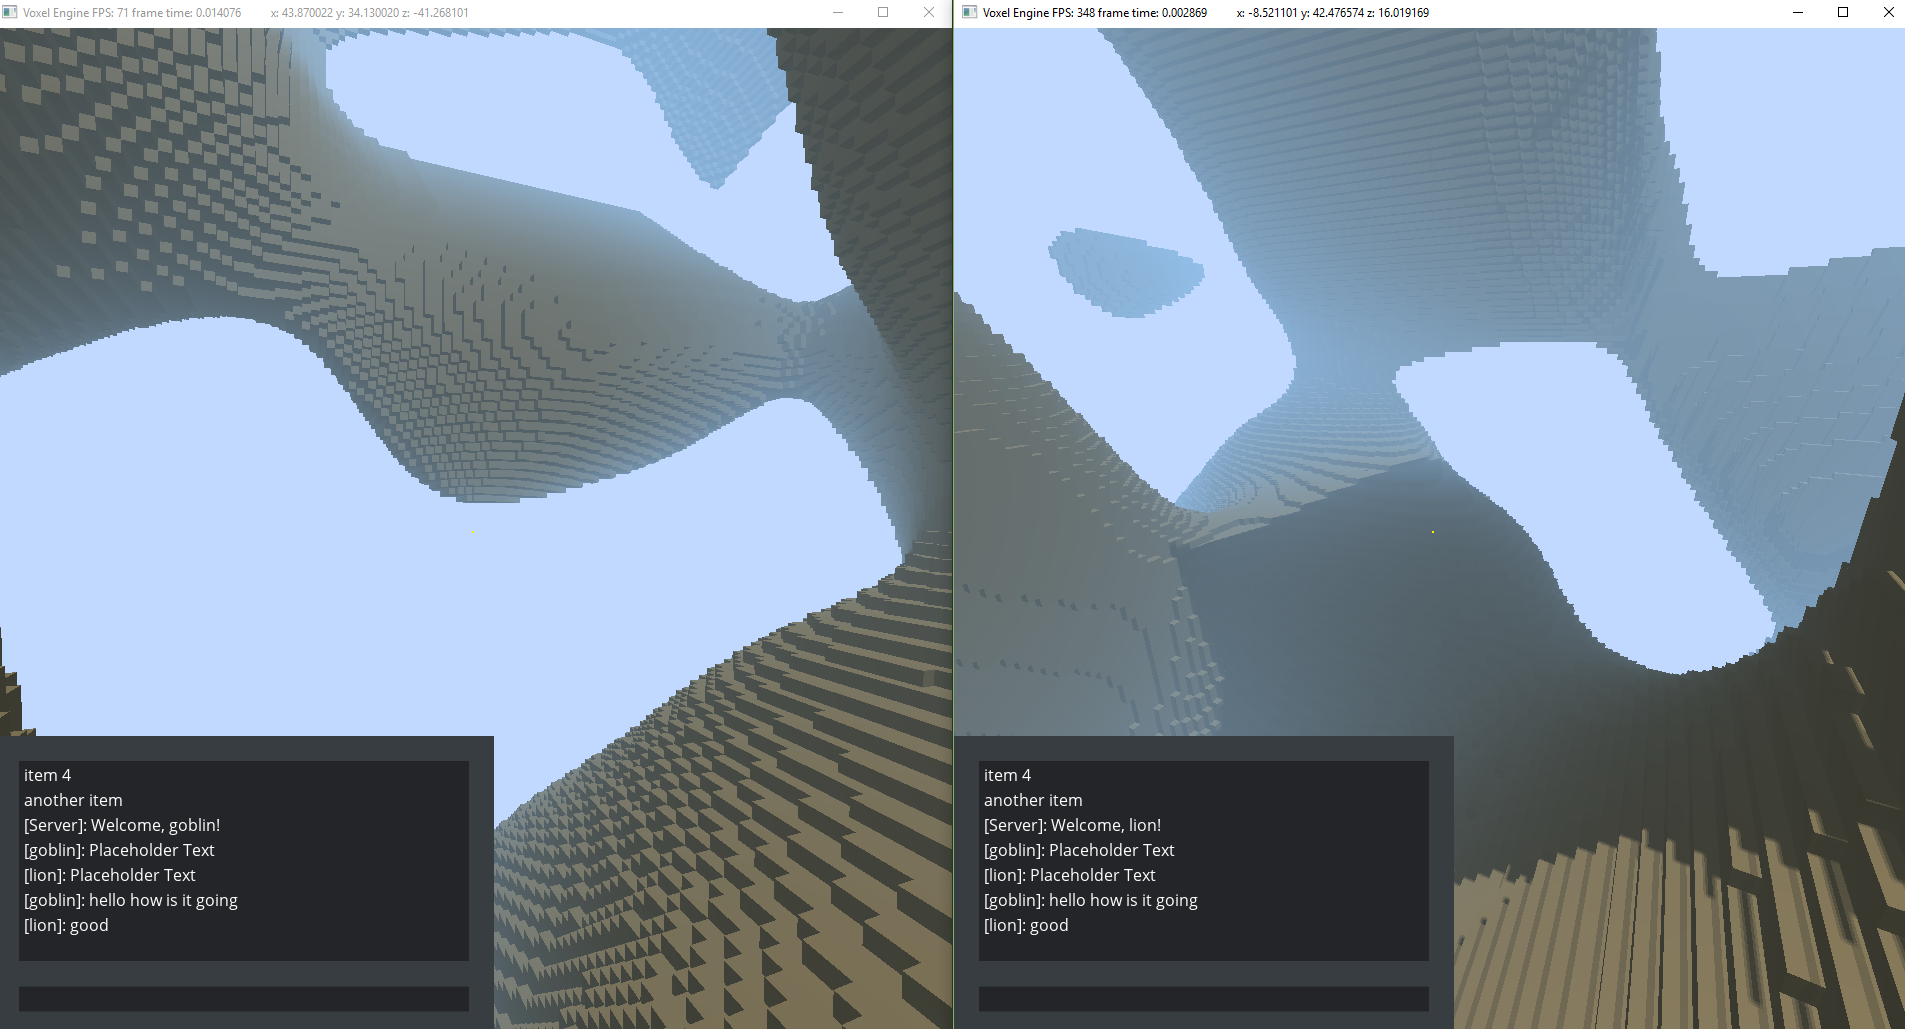 Voxel Engine FPS: 71 frame time: 0.014076 x: 43.870022 y: 34.130020 z: -41.268101
item 4
another item
[Server]: Welcome, goblin!
[goblin]: Placeholder Text
[lion]: Placeholder Text
[goblin]: hello how is it going
[lion]: good
Voxel Engine FPS: 348 frame time: 0.002869 x: -8.521101 y: 42.476574 z: 16.019169
item 4
another item
[Server]: Welcome, lion!
[goblin]: Placeholder Text
[lion]: Placeholder Text
[goblin]: hello how is it going
[lion]: good